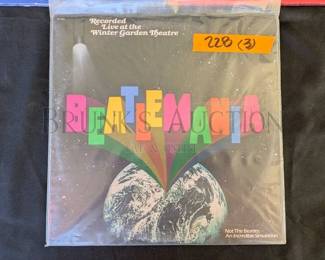 Recorded
Live at the
Winter Garden Theatre
228 (3)
BEATLEMANIA
BRUNK'S AUCTION
Not The Beatles
An Incredible Simulation